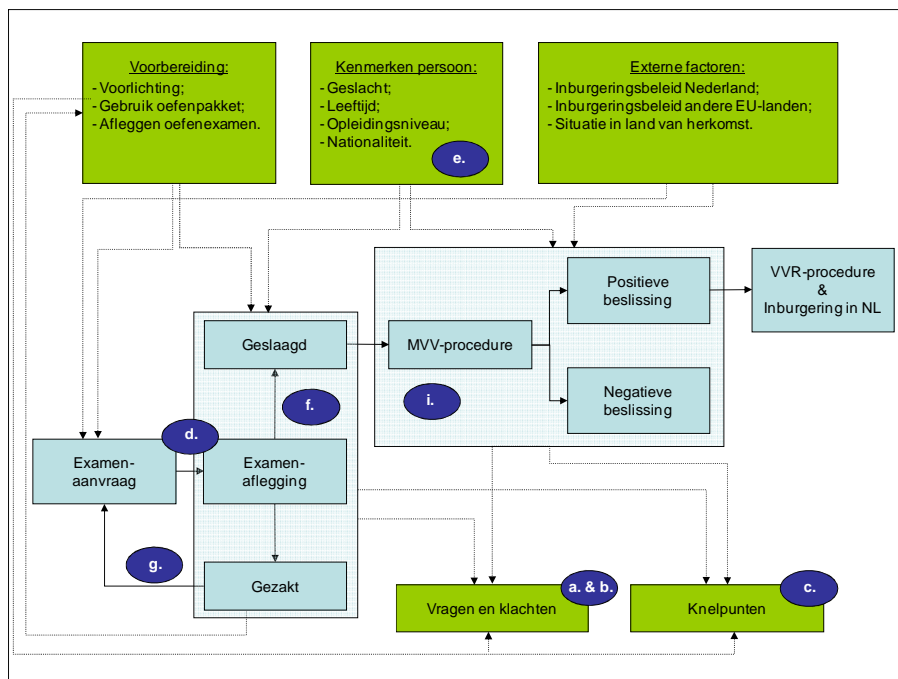 Voorbereiding:
- Voorlichting;
- Gebruik oefenpakket;
- Afleggen oefenexamen.
Kenmerken persoon:
- Geslacht;
- Leeftijd;
- Opleidingsniveau;
- Nationaliteit.
e.
Externe factoren:
- Inburgeringsbeleid Nederland;
- Inburgeringsbeleid andere EU-landen;
- Situatie in land van herkomst.
Geslaagd
MVV-procedure
Positieve
beslissing
VVR-procedure
&
Inburgering in NL
f.
i.
Negatieve
beslissing
d.
Examen-
aanvraag
Examen-
aflegging
g.
Gezakt
a. & b.
Vragen en klachten
c.
Knelpunten